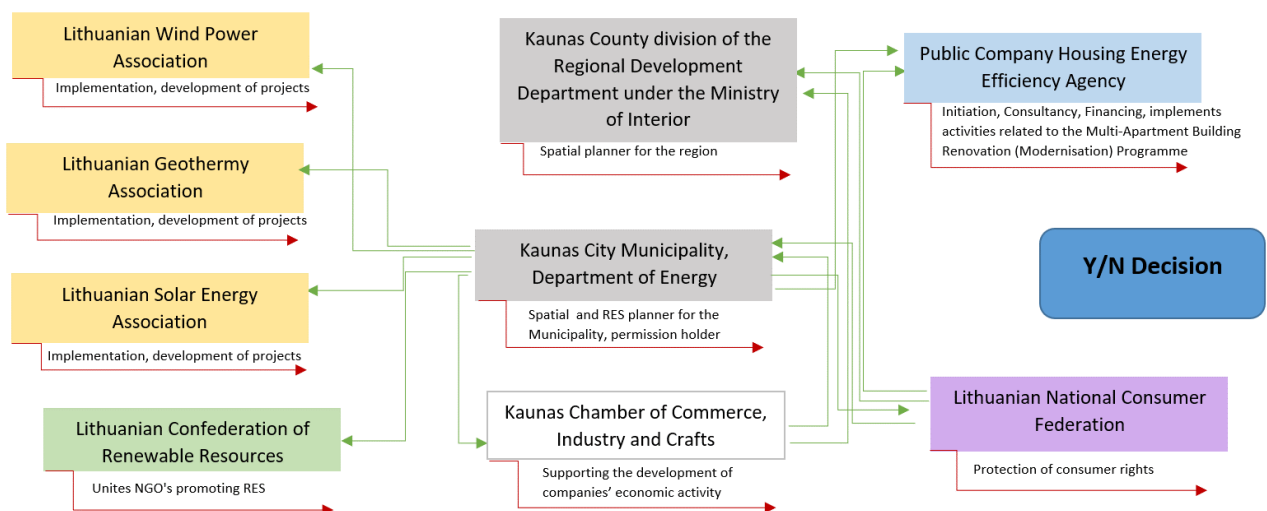 Lithuanian Wind Power
Association
Implementation, development of projects
Kaunas County division of the
Regional Development
Department under the Ministry
of Interior
Spatial planner for the region
Public Company Housing Energy
Efficiency Agency
Initiation, Consultancy, Financing, implements
activities related to the Multi-Apartment Building
Renovation (Modernisation) Programme
Lithuanian Geothermy
Association
Implementation, development of projects
Kaunas City Municipality,
Department of Energy
Spatial and RES planner for the
Municipality, permission holder
Y/N Decision
Lithuanian Solar Energy
Association
Implementation, development of projects
Lithuanian Confederation of
Renewable Resources
Unites NGO's promoting RES
Kaunas Chamber of Commerce,
Industry and Crafts
Supporting the development of
companies’ economic activity
Lithuanian National Consumer
Federation
Protection of consumer rights